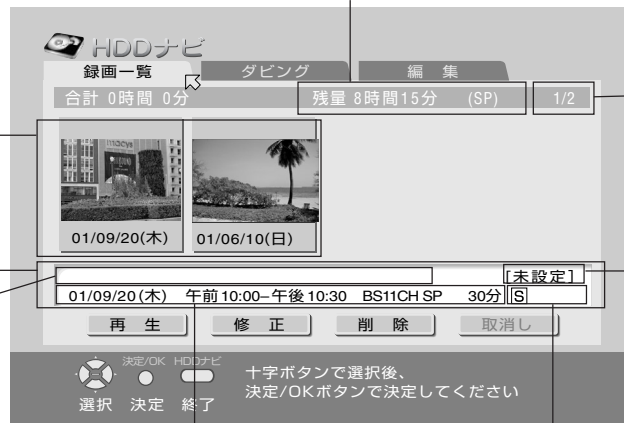 HDDナビ
録画一覧 ダビング 編集
合計 0時間 0分 残量 8時間15分 (SP) 1/2
macys
01/09/20(木) 01/06/10(日)
[未設定]
01/09/20(木) 午前10:00–午後10:30 BS11CH SP 30分 S
再生 修正 削除 取消し
決定/OK HDDナビ
選択 決定 終了
十字ボタンで選択後、
決定/OKボタンで決定してください